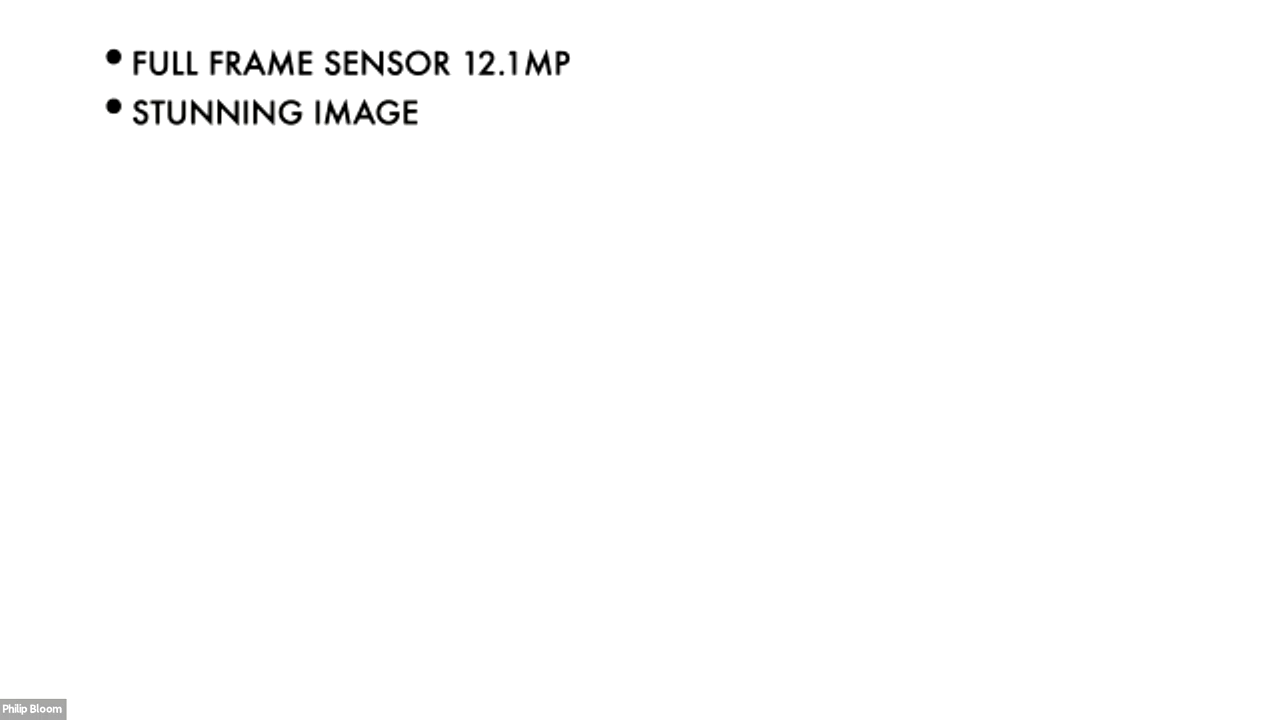 • FULL FRAME SENSOR 12.1MP
• STUNNING IMAGE
Philip Bloom